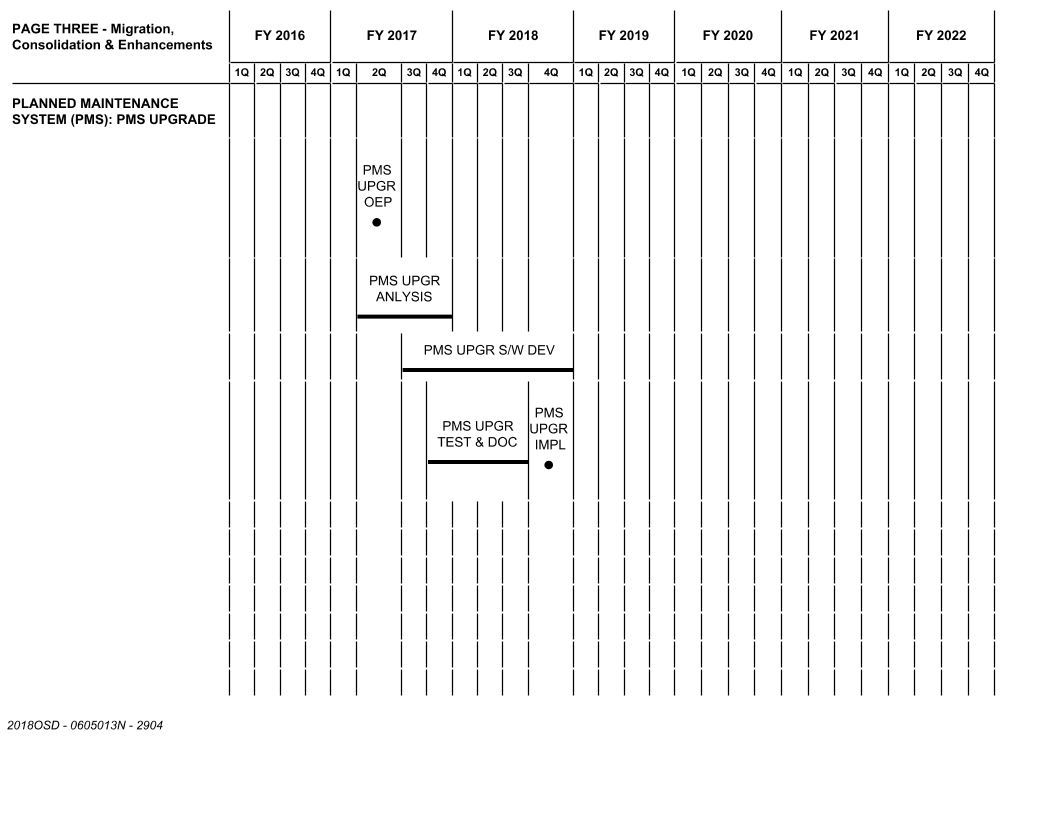 PAGE THREE - Migration,
Consolidation & Enhancements
FY 2016 FY 2017 FY 2018 FY 2019 FY 2020 FY 2021 FY 2022
1Q 2Q 3Q 4Q 1Q 2Q 3Q 4Q 1Q 2Q 3Q 4Q 1Q 2Q 3Q 4Q 1Q 2Q 3Q 4Q 1Q 2Q 3Q 4Q 1Q 2Q 3Q 4Q
PLANNED MAINTENANCE
SYSTEM (PMS): PMS UPGRADE
PMS
UPGR
OEP
PMS UPGR
ANLYSIS
PMS UPGR S/W DEV
PMS UPGR
TEST & DOC
PMS
UPGR
IMPL
2018OSD - 0605013N - 2904